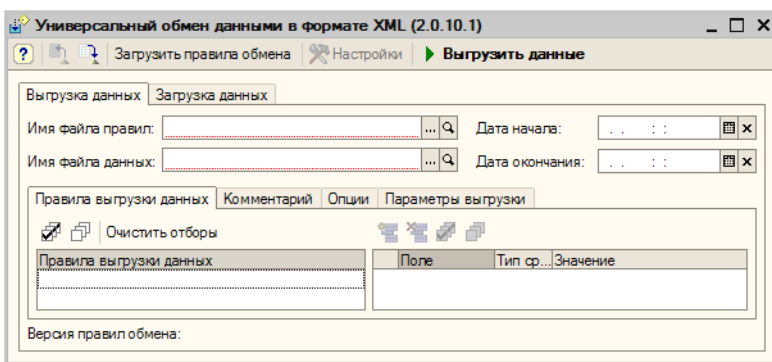 Универсальный обмен данными в формате XML (2.0.10.1)
? Загрузить правила обмена Настройки Выгрузить данные
Выгрузка данных Загрузка данных
Имя файла правил: ... Дата начала: . . : :
Имя файла данных: ... Дата окончания: . . : :
Правила выгрузки данных Комментарий Опции Параметры выгрузки
Очистить отборы
Правила выгрузки данных Поле Тип ср... Значение
Версия правил обмена: